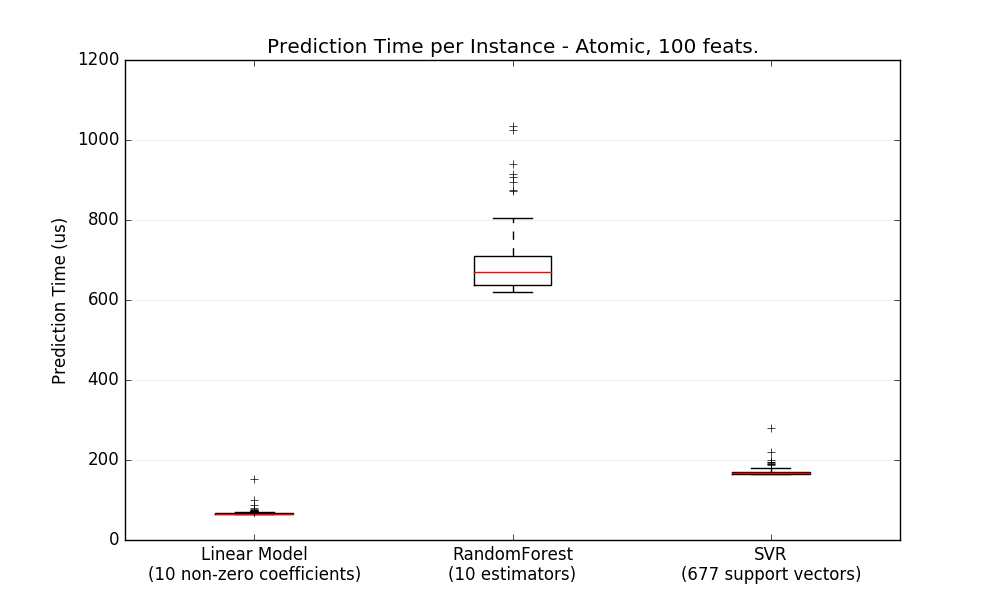 Prediction Time per Instance - Atomic, 100 feats.
1200
1000
800
600
400
200
0
Prediction Time (us)
Linear Model
(10 non-zero coefficients)
RandomForest
(10 estimators)
SVR
(677 support vectors)